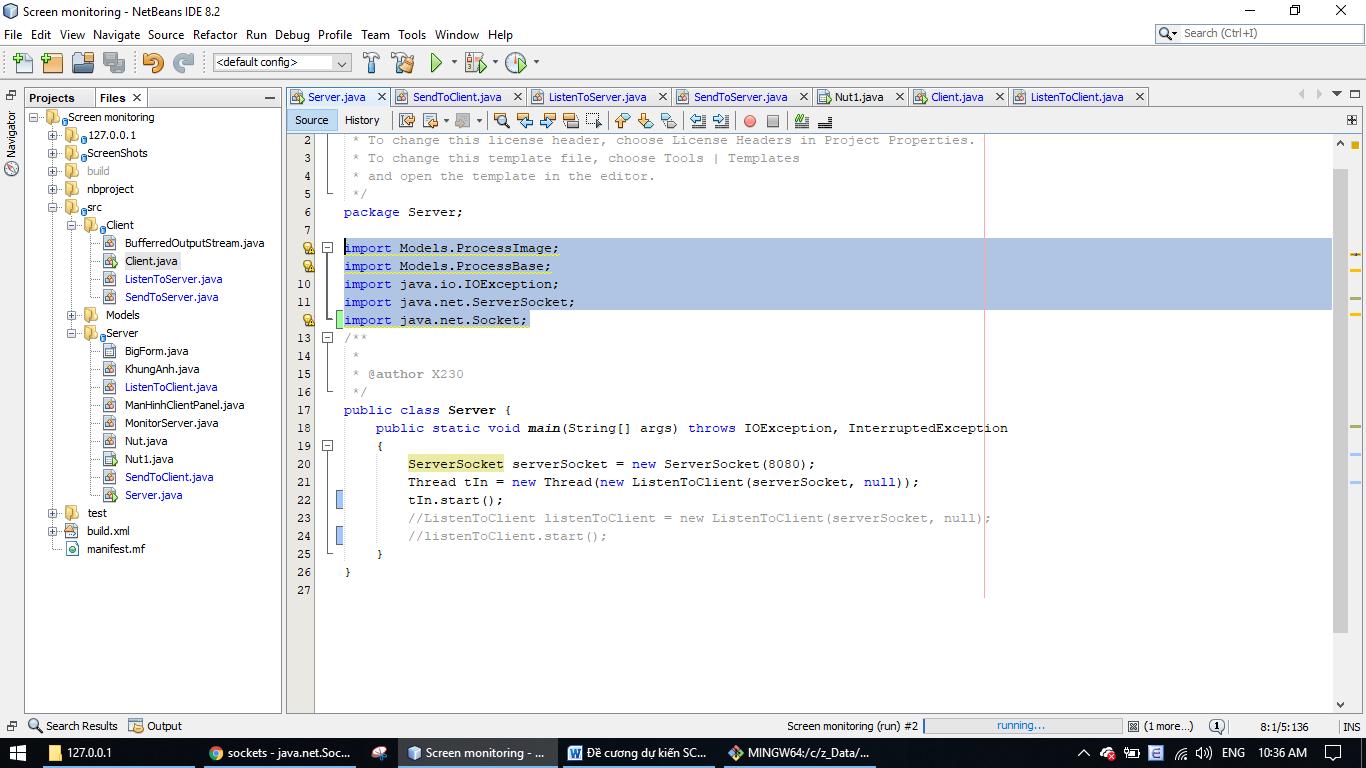 Screen monitoring - NetBeans IDE 8.2
File Edit View Navigate Source Refactor Run Debug Profile Team Tools Window Help
Search (Ctrl+I)
<default config>
Projects
Files
Navigator
Server.java
SendToClient.java
ListenToServer.java
SendToServer.java
Nut1.java
Client.java
ListenToClient.java
Source
History
Screen monitoring
127.0.0.1
ScreenShots
build
nbproject
src
Client
BufferredOutputStream.java
Client.java
ListenToServer.java
SendToServer.java
Models
Server
BigForm.java
KhungAnh.java
ListenToClient.java
ManHinhClientPanel.java
MonitorServer.java
Nut.java
Nut1.java
SendToClient.java
Server.java
test
build.xml
manifest.mf
2 * To change this license header, choose License Headers in Project Properties.
3 * To change this template file, choose Tools | Templates
4 * and open the template in the editor.
5 */
6 package Server;
7
import Models.ProcessImage;
import Models.ProcessBase;
10 import java.io.IOException;
11 import java.net.ServerSocket;
import java.net.Socket;
13 /**
14 *
15 * @author X230
16 */
17 public class Server {
18 public static void main(String[] args) throws IOException, InterruptedException
19 {
20 ServerSocket serverSocket = new ServerSocket(8080);
21 Thread tIn = new Thread(new ListenToClient(serverSocket, null));
22 tIn.start();
23 //ListenToClient listenToClient = new ListenToClient(serverSocket, null);
24 //listenToClient.start();
25 }
26 }
27
Search Results
Output
Screen monitoring (run) #2
running...
(1 more...)
1
8:1/5:136
INS
127.0.0.1
sockets - java.net.Soc...
Screen monitoring - ...
Đề cương dự kiến SC...
MINGW64:/c/z_Data/...
ENG
10:36 AM